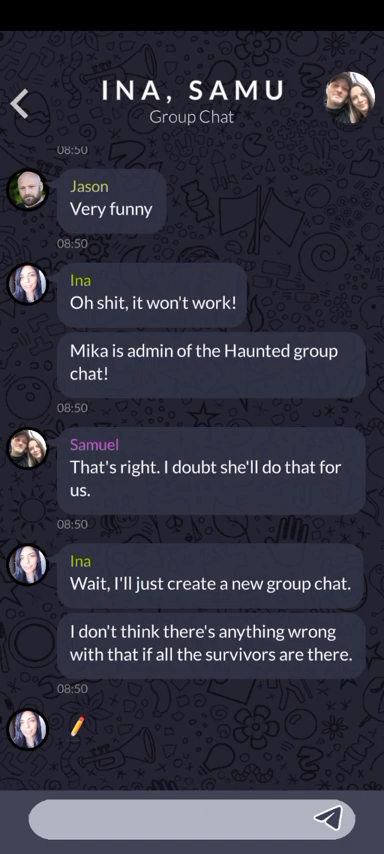 INA, SAMU
Group Chat
08:50
Jason
Very funny
08:50
Ina
Oh shit, it won't work!
Mika is admin of the Haunted group
chat!
08:50
Samuel
That's right. I doubt she'll do that for
us.
08:50
Ina
Wait, I'll just create a new group chat.
I don't think there's anything wrong
with that if all the survivors are there.
08:50